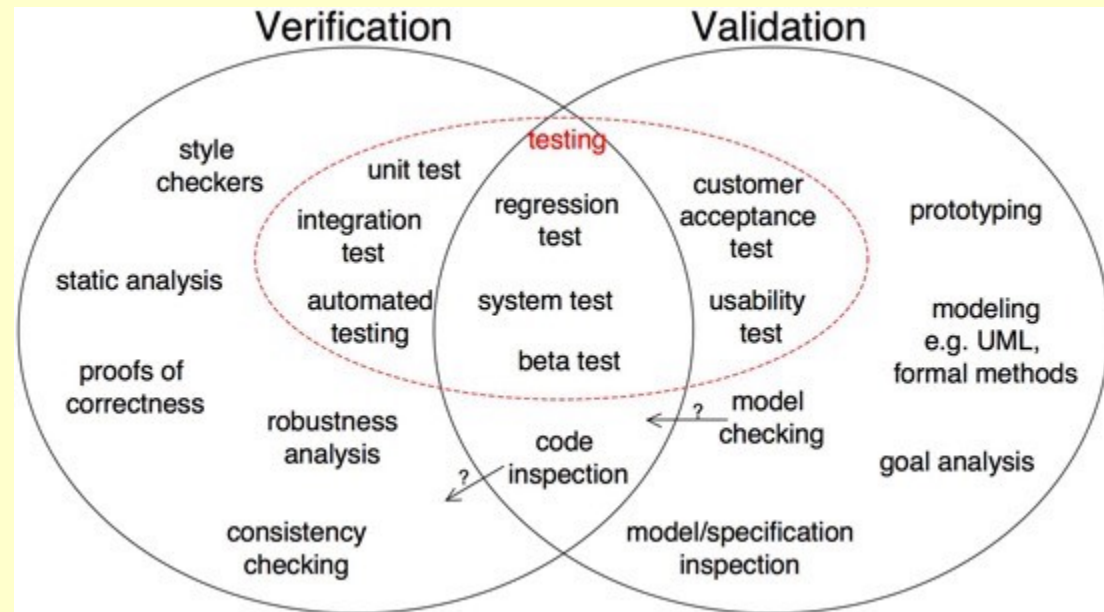 Verification
Validation
testing
style
checkers
unit test
integration
test
automated
testing
static analysis
proofs of
correctness
robustness
analysis
consistency
checking
regression
test
system test
beta test
code
inspection
?
customer
acceptance
test
usability
test
?
model
checking
model/specification
inspection
prototyping
modeling
e.g. UML,
formal methods
goal analysis